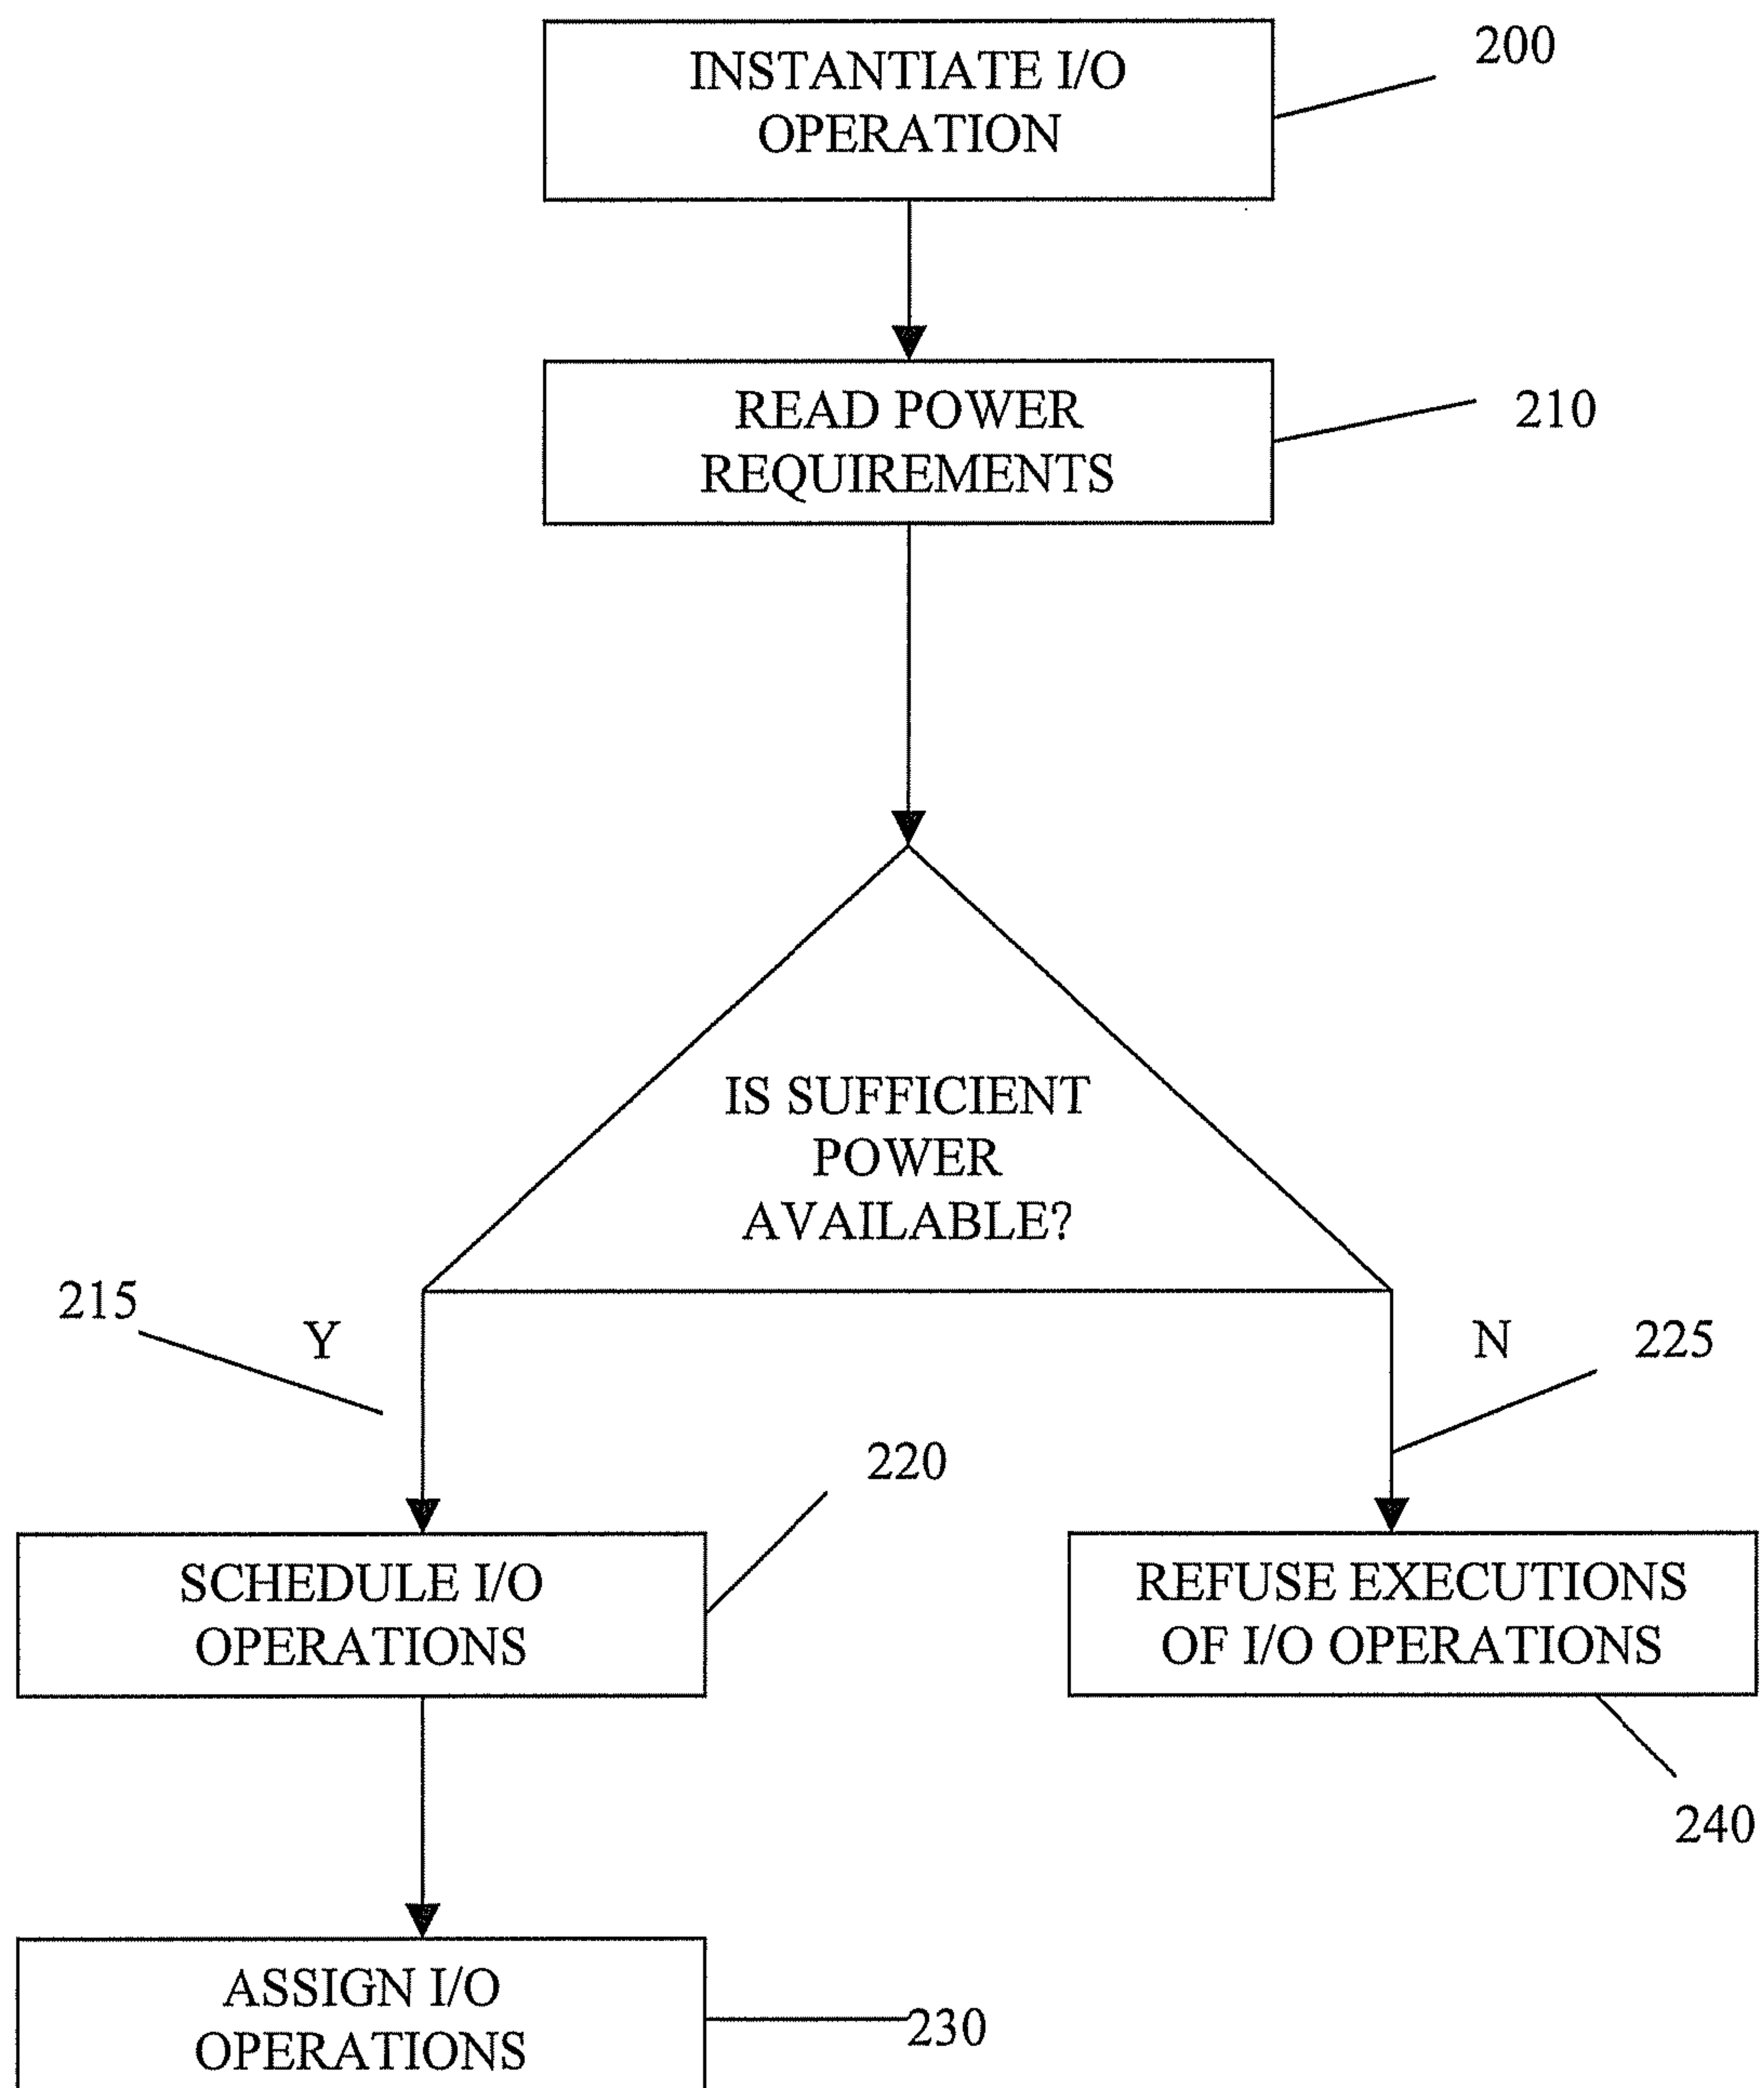 INSTANTIATE I/O
OPERATION
200
READ POWER
REQUIREMENTS
210
IS SUFFICIENT
POWER
AVAILABLE?
215
Y
N
225
220
SCHEDULE I/O
OPERATIONS
REFUSE EXECUTIONS
OF I/O OPERATIONS
240
ASSIGN I/O
OPERATIONS
230